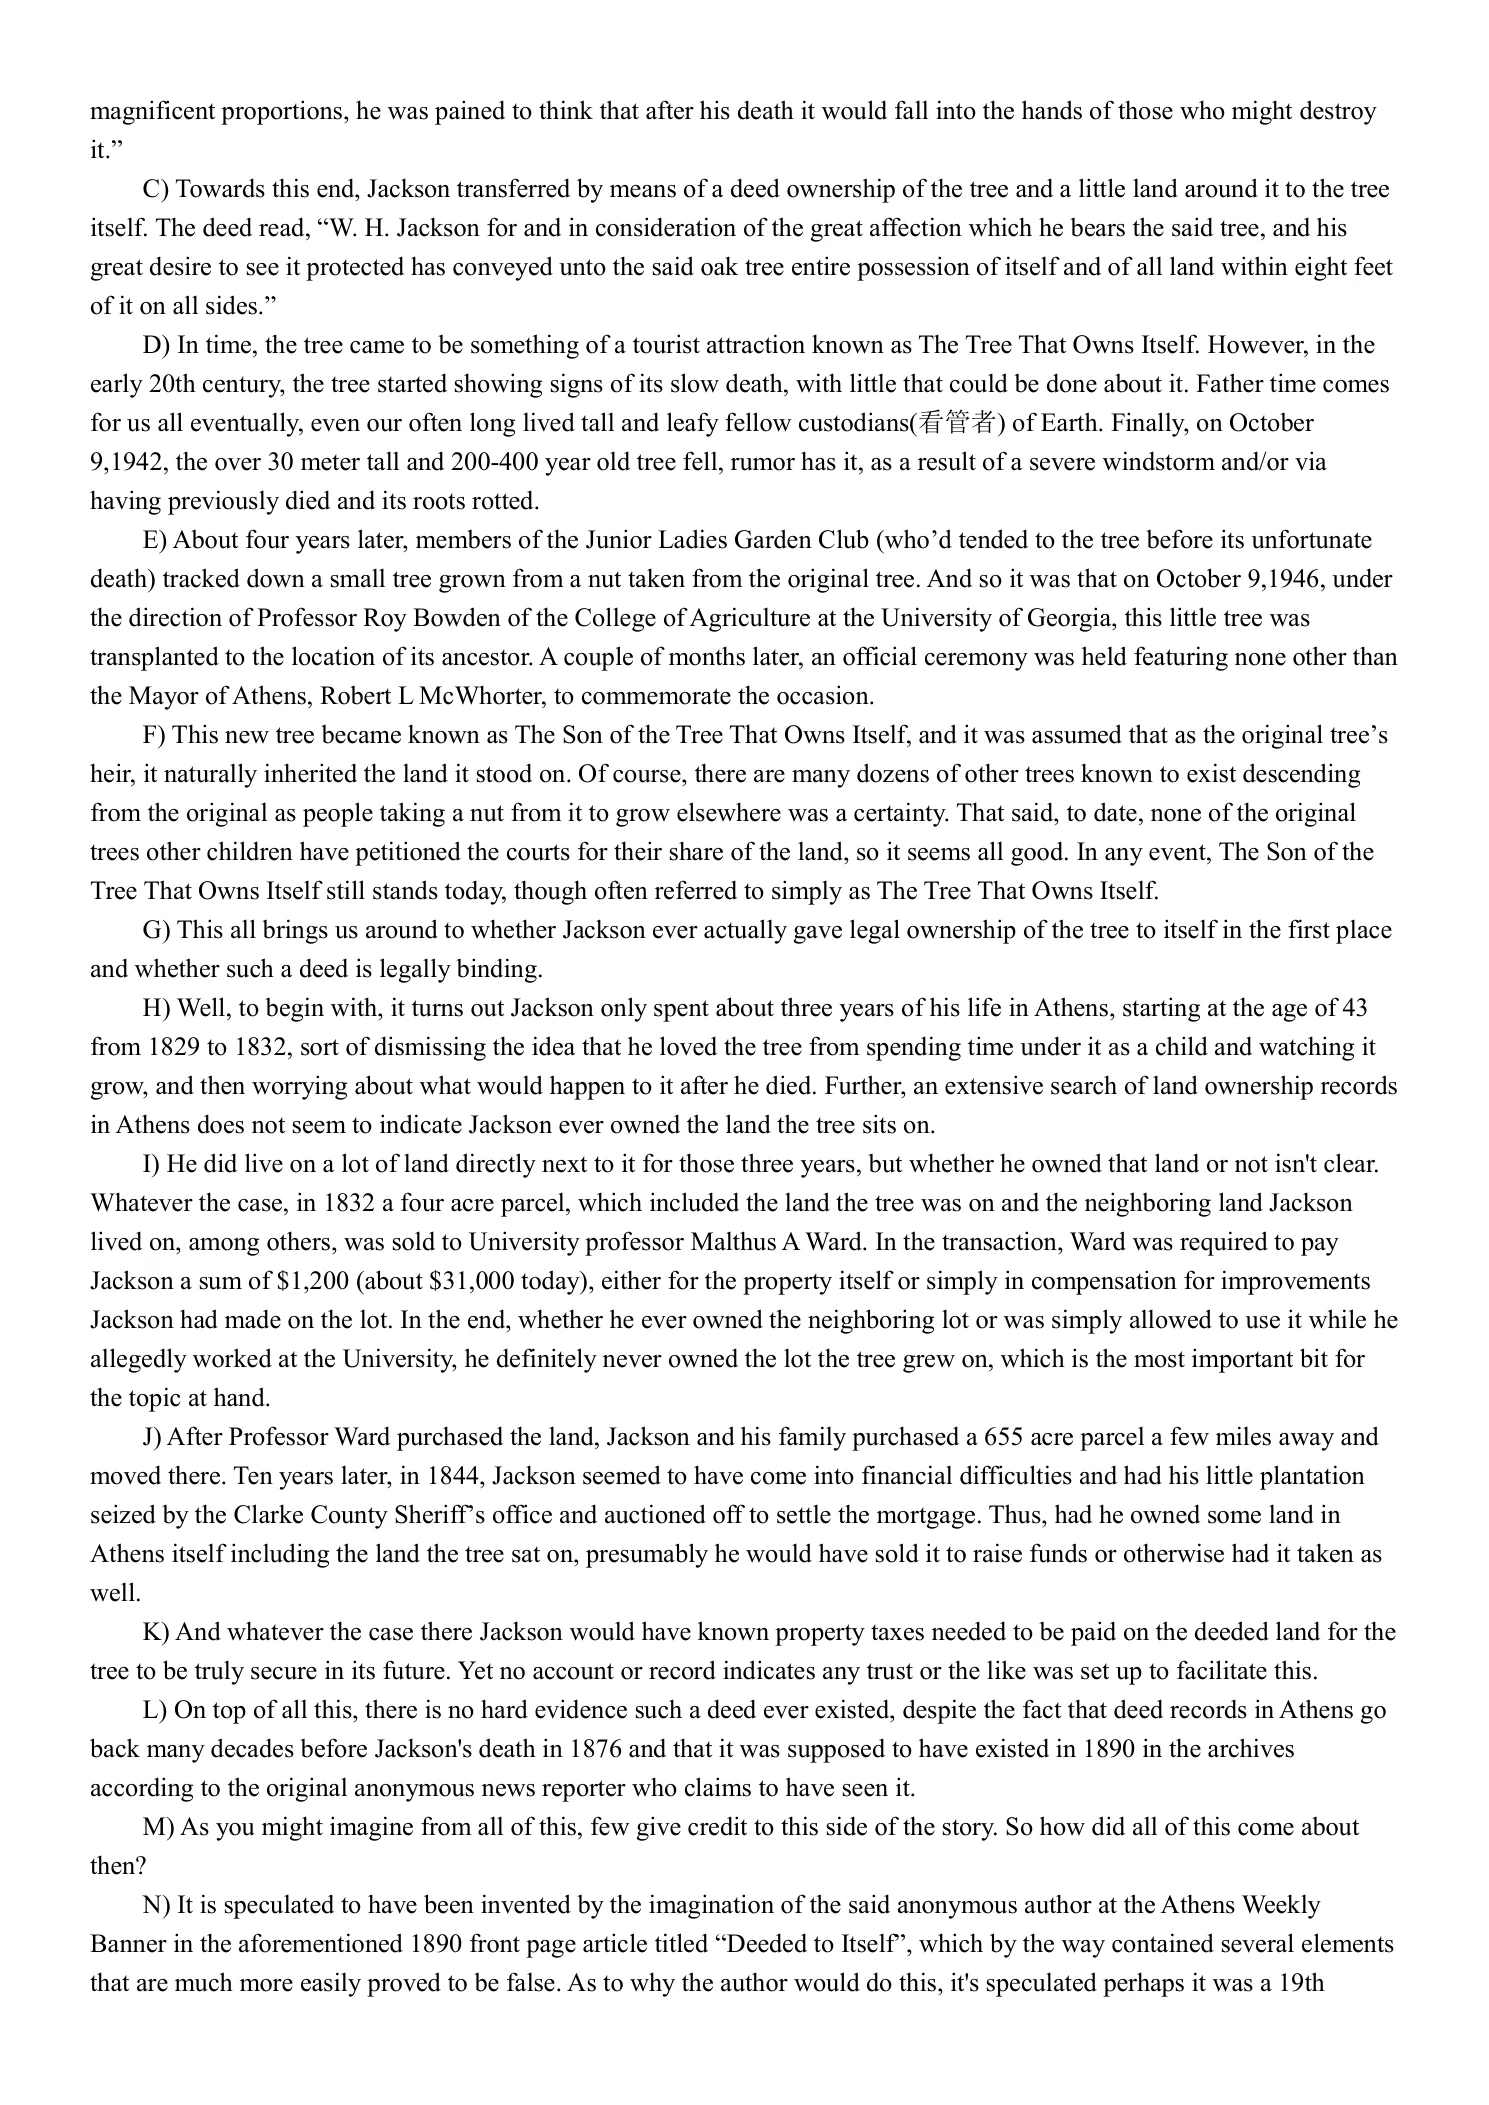 magnificent proportions, he was pained to think that after his death it would fall into the hands of those who might destroy
it.”
C) Towards this end, Jackson transferred by means of a deed ownership of the tree and a little land around it to the tree
itself. The deed read, “W. H. Jackson for and in consideration of the great affection which he bears the said tree, and his
great desire to see it protected has conveyed unto the said oak tree entire possession of itself and of all land within eight feet
of it on all sides.”
D) In time, the tree came to be something of a tourist attraction known as The Tree That Owns Itself. However, in the
early 20th century, the tree started showing signs of its slow death, with little that could be done about it. Father time comes
for us all eventually, even our often long lived tall and leafy fellow custodians(看管者) of Earth. Finally, on October
9,1942, the over 30 meter tall and 200-400 year old tree fell, rumor has it, as a result of a severe windstorm and/or via
having previously died and its roots rotted.
E) About four years later, members of the Junior Ladies Garden Club (who’d tended to the tree before its unfortunate
death) tracked down a small tree grown from a nut taken from the original tree. And so it was that on October 9,1946, under
the direction of Professor Roy Bowden of the College of Agriculture at the University of Georgia, this little tree was
transplanted to the location of its ancestor. A couple of months later, an official ceremony was held featuring none other than
the Mayor of Athens, Robert L McWhorter, to commemorate the occasion.
F) This new tree became known as The Son of the Tree That Owns Itself, and it was assumed that as the original tree’s
heir, it naturally inherited the land it stood on. Of course, there are many dozens of other trees known to exist descending
from the original as people taking a nut from it to grow elsewhere was a certainty. That said, to date, none of the original
trees other children have petitioned the courts for their share of the land, so it seems all good. In any event, The Son of the
Tree That Owns Itself still stands today, though often referred to simply as The Tree That Owns Itself.
G) This all brings us around to whether Jackson ever actually gave legal ownership of the tree to itself in the first place
and whether such a deed is legally binding.
H) Well, to begin with, it turns out Jackson only spent about three years of his life in Athens, starting at the age of 43
from 1829 to 1832, sort of dismissing the idea that he loved the tree from spending time under it as a child and watching it
grow, and then worrying about what would happen to it after he died. Further, an extensive search of land ownership records
in Athens does not seem to indicate Jackson ever owned the land the tree sits on.
I) He did live on a lot of land directly next to it for those three years, but whether he owned that land or not isn't clear.
Whatever the case, in 1832 a four acre parcel, which included the land the tree was on and the neighboring land Jackson
lived on, among others, was sold to University professor Malthus A Ward. In the transaction, Ward was required to pay
Jackson a sum of $1,200 (about $31,000 today), either for the property itself or simply in compensation for improvements
Jackson had made on the lot. In the end, whether he ever owned the neighboring lot or was simply allowed to use it while he
allegedly worked at the University, he definitely never owned the lot the tree grew on, which is the most important bit for
the topic at hand.
J) After Professor Ward purchased the land, Jackson and his family purchased a 655 acre parcel a few miles away and
moved there. Ten years later, in 1844, Jackson seemed to have come into financial difficulties and had his little plantation
seized by the Clarke County Sheriff’s office and auctioned off to settle the mortgage. Thus, had he owned some land in
Athens itself including the land the tree sat on, presumably he would have sold it to raise funds or otherwise had it taken as
well.
K) And whatever the case there Jackson would have known property taxes needed to be paid on the deeded land for the
tree to be truly secure in its future. Yet no account or record indicates any trust or the like was set up to facilitate this.
L) On top of all this, there is no hard evidence such a deed ever existed, despite the fact that deed records in Athens go
back many decades before Jackson's death in 1876 and that it was supposed to have existed in 1890 in the archives
according to the original anonymous news reporter who claims to have seen it.
M) As you might imagine from all of this, few give credit to this side of the story. So how did all of this come about
then?
N) It is speculated to have been invented by the imagination of the said anonymous author at the Athens Weekly
Banner in the aforementioned 1890 front page article titled “Deeded to Itself”, which by the way contained several elements
that are much more easily proved to be false. As to why the author would do this, it's speculated perhaps it was a 19th